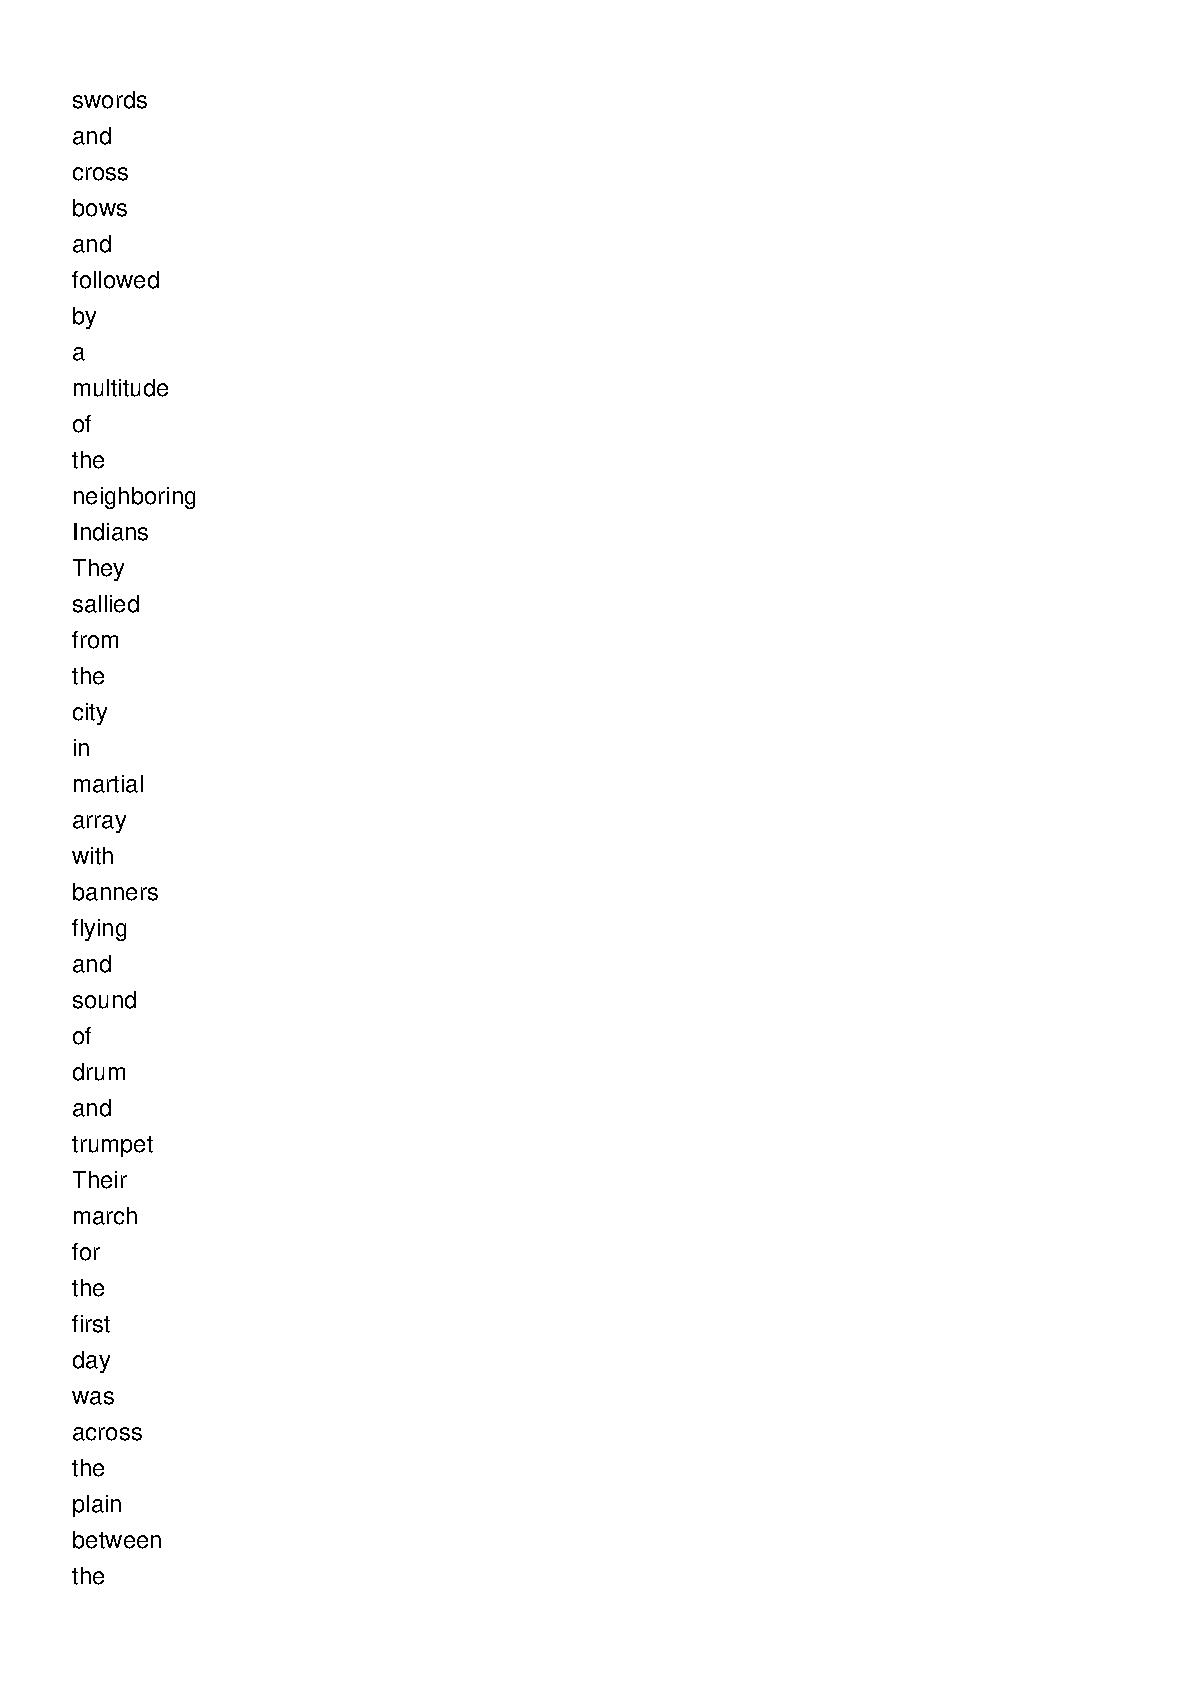 swords
and
cross
bows
and
followed
by
a
multitude
of
the
neighboring
Indians
They
sallied
from
the
city
in
martial
array
with
banners
flying
and
sound
of
drum
and
trumpet
Their
march
for
the
first
day
was
across
the
plain
between
the